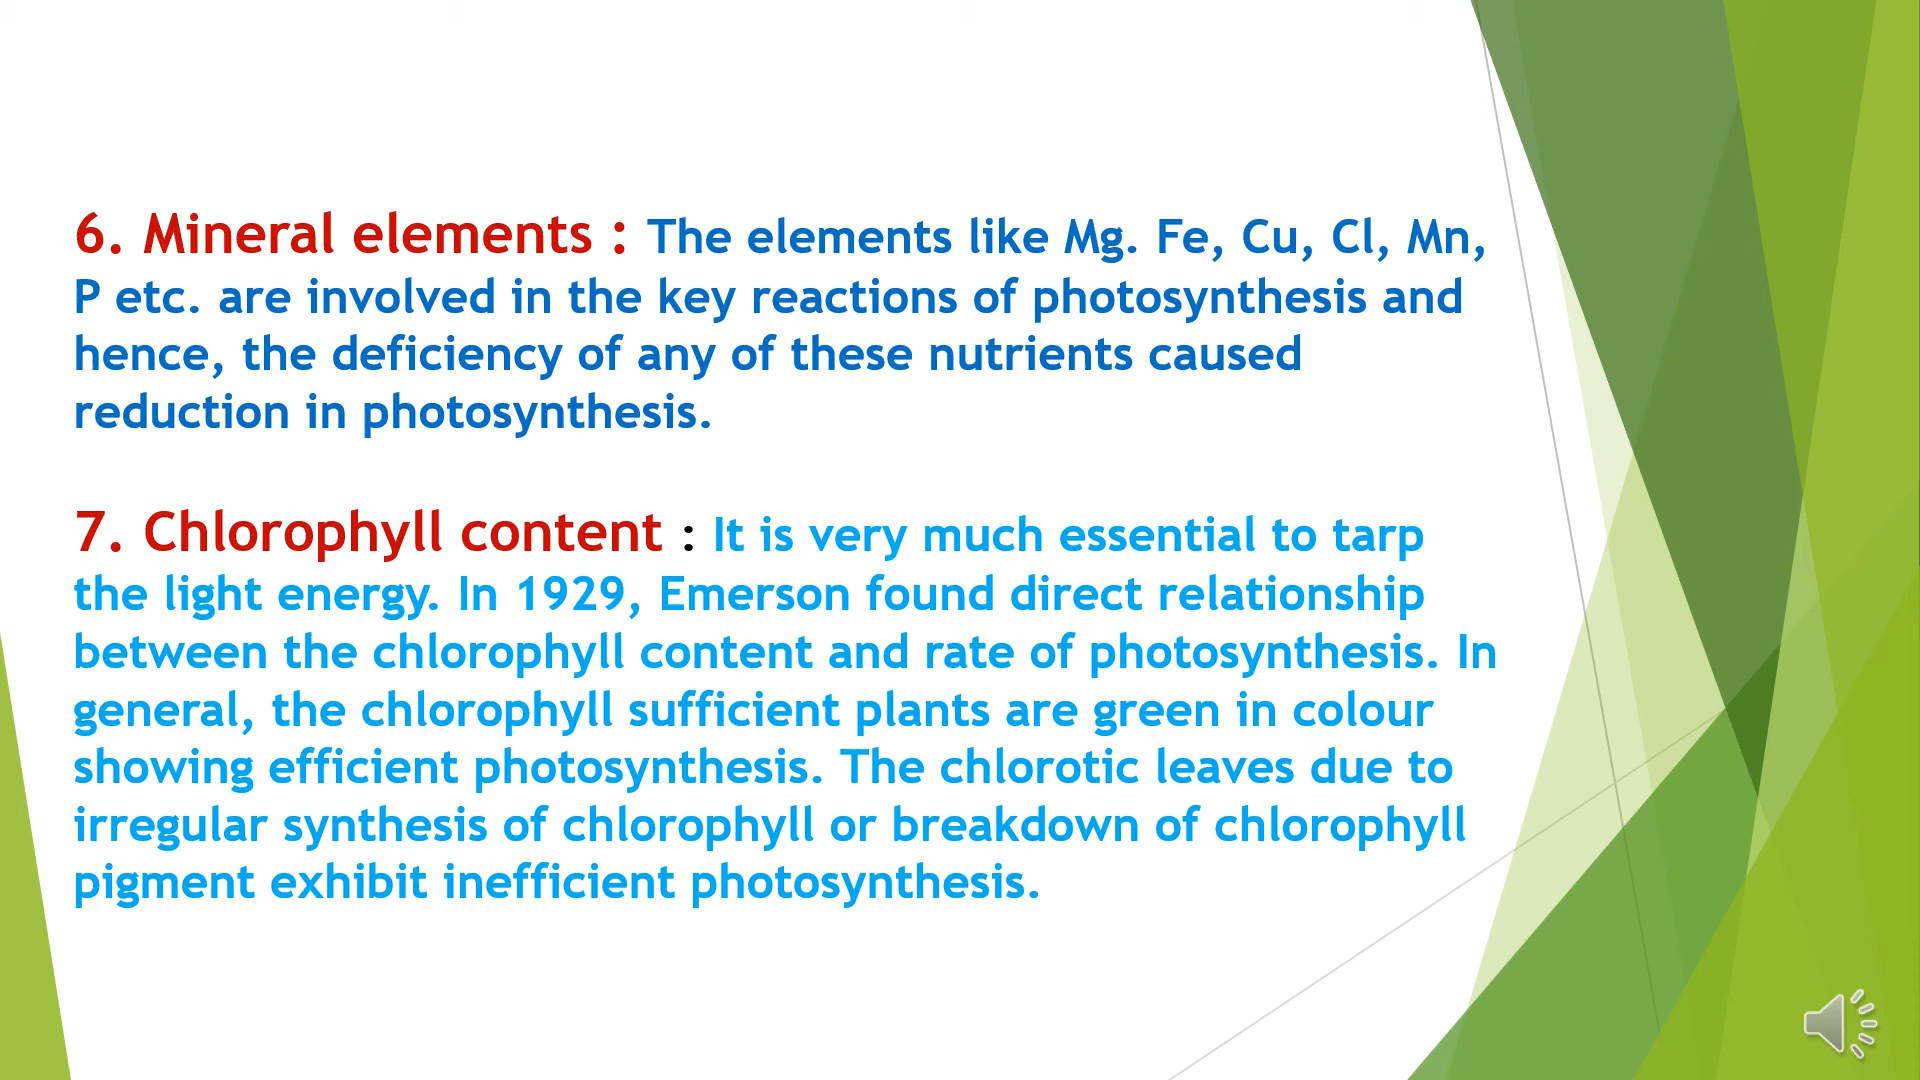 6. Mineral elements : The elements like Mg. Fe, Cu, Cl, Mn,
P etc. are involved in the key reactions of photosynthesis and
hence, the deficiency of any of these nutrients caused
reduction in photosynthesis.
7. Chlorophyll content : It is very much essential to tarp
the light energy. In 1929, Emerson found direct relationship
between the chlorophyll content and rate of photosynthesis. In
general, the chlorophyll sufficient plants are green in colour
showing efficient photosynthesis. The chlorotic leaves due to
irregular synthesis of chlorophyll or breakdown of chlorophyll
pigment exhibit inefficient photosynthesis.